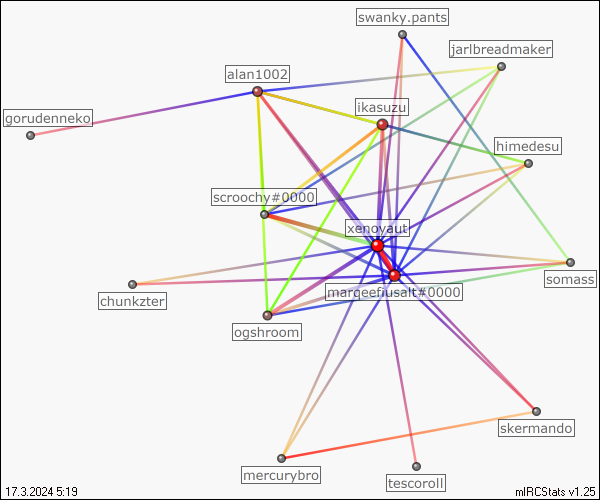 swanky.pants
jarlbreadmaker
alan1002
ikasuzu
gorudenneko
himedesu
scroochy#0000
xenoyaut
somass
margeefiusalt#0000
chunkzter
ogshroom
skermando
mercurybro
tescoroll
17.3.2024 5:19
mIRCStats v1.25